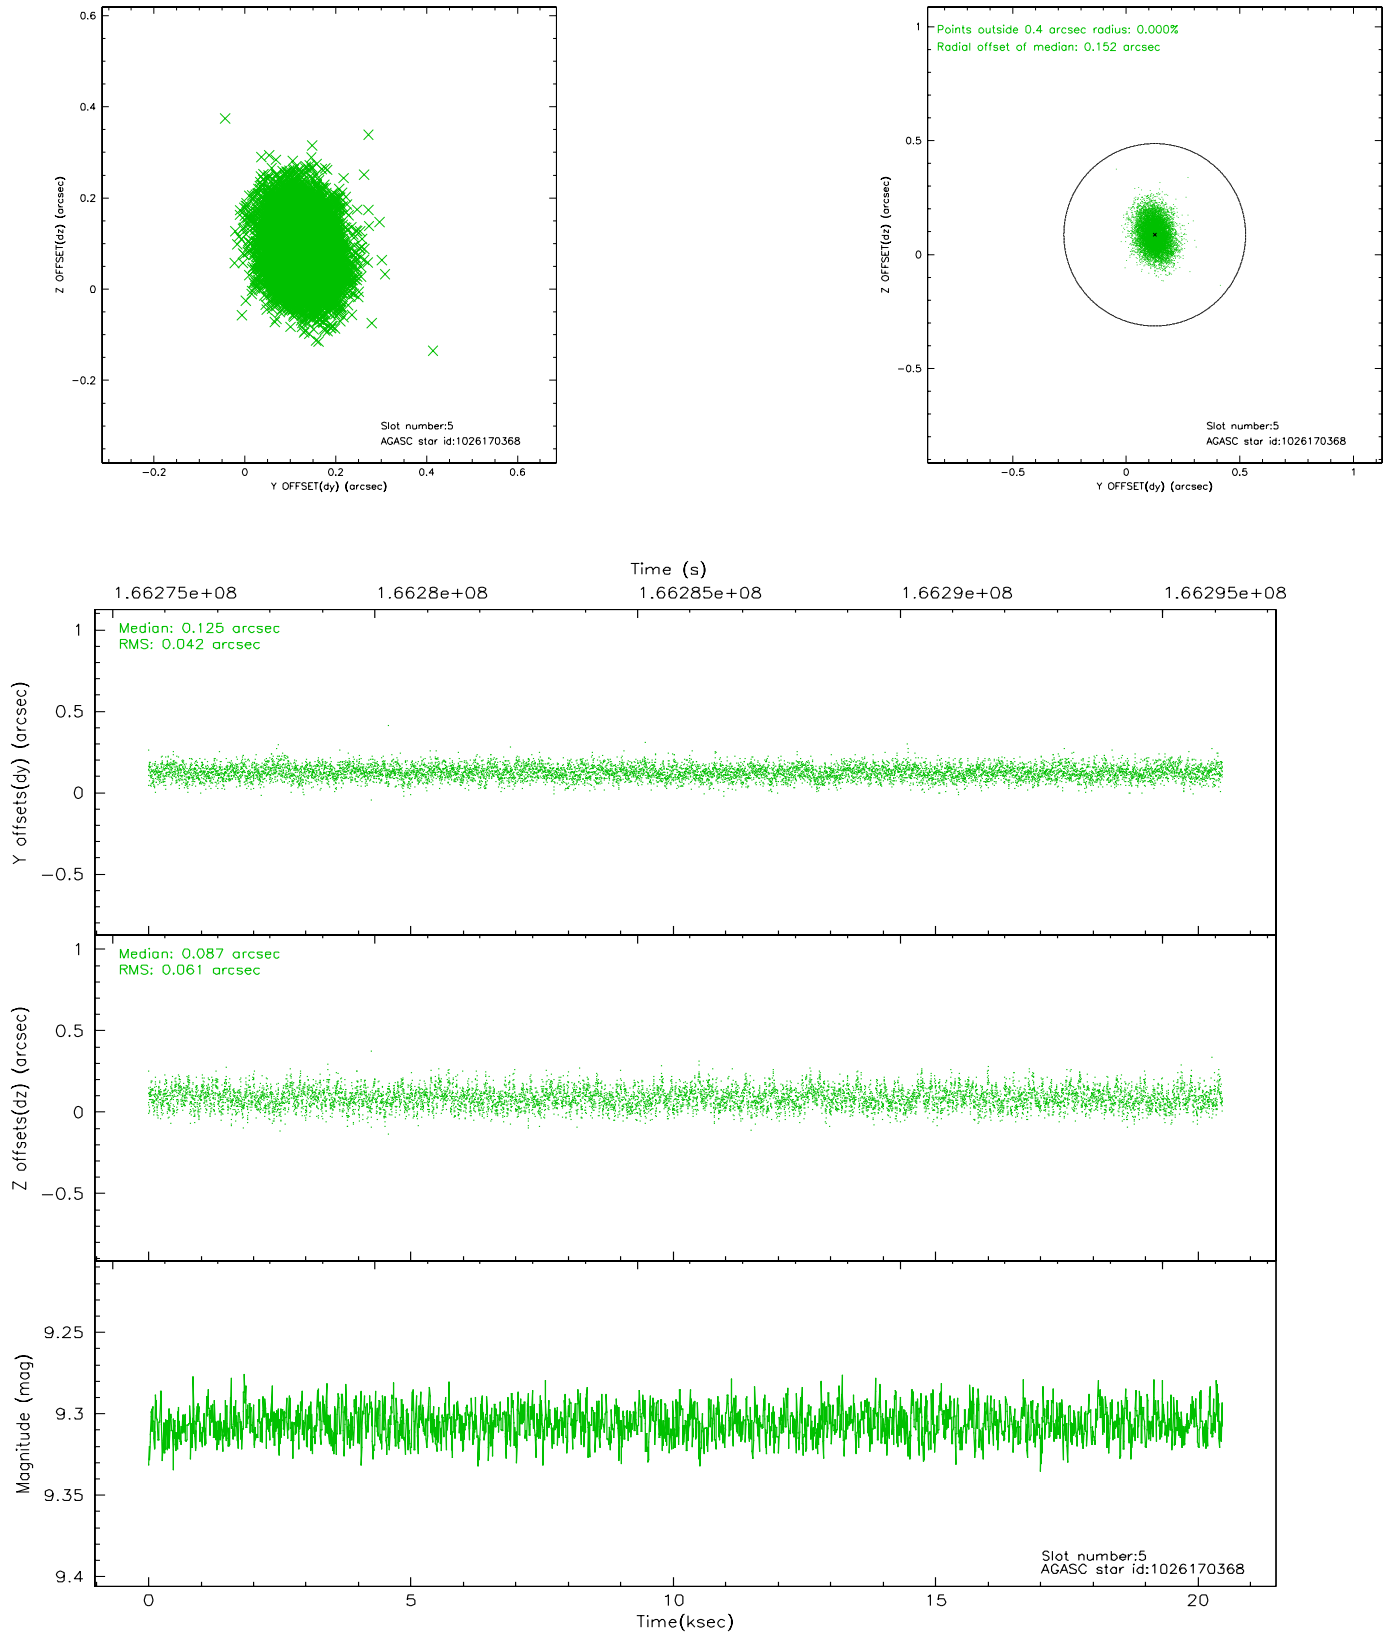 0.6
0.4
0.2
0
−0.2
Z OFFSET(dz) (arcsec)
Slot number:5
AGASC star id:1026170368
−0.2 0 0.2 0.4 0.6
Y OFFSET(dy) (arcsec)
Points outside 0.4 arcsec radius: 0.000%
Radial offset of median: 0.152 arcsec
1
0.5
0
−0.5
Z OFFSET(dz) (arcsec)
Slot number:5
AGASC star id:1026170368
−0.5 0 0.5 1
Y OFFSET(dy) (arcsec)
Time (s)
1.66275e+08 1.6628e+08 1.66285e+08 1.6629e+08 1.66295e+08
Median: 0.125 arcsec
RMS: 0.042 arcsec
1
0.5
0
−0.5
Y offsets(dy) (arcsec)
Median: 0.087 arcsec
RMS: 0.061 arcsec
1
0.5
0
−0.5
Z offsets(dz) (arcsec)
9.25
9.3
9.35
9.4
Magnitude (mag)
Slot number:5
AGASC star id:1026170368
0 5 10 15 20
Time(ksec)